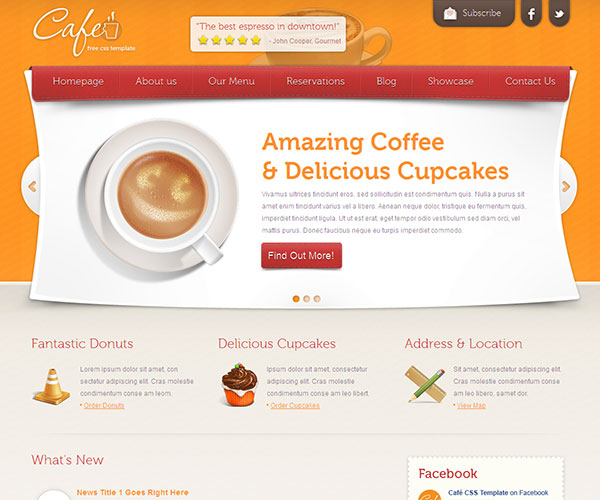 Cafe
free css template
"The best espresso in downtown!"
- John Cooper, Gourmet
Subscribe
Homepage
About us
Our Menu
Reservations
Blog
Showcase
Contact Us
Amazing Coffee
& Delicious Cupcakes
Vivamus ultrices tincidunt eros, sed sollicitudin est condimentum quis. Nulla a purus sit
amet enim tincidunt varius vel a libero. Aenean neque dolor, tristique eu fermentum quis,
imperdiet tincidunt ligula. Ut ut est erat, eget tempor odio vestibulum sed diam orci, vel
mattis purus. Donec faucibus neque eu turpis imperdiet commodo.
Find Out More!
Fantastic Donuts
Lorem ipsum dolor sit amet, con
sectetur adipiscing elit. Cras molestie
condimentum consectetur conse am leom.
Order Donuts
Delicious Cupcakes
Ipsum dolor sit amet, consectetur
adipiscing elit. Cras molestie
condimentum conse am leo libert.
Order Cupcakes
Address & Location
Sit amet, consectetur adipiscing
elit. Cras molestie condimentum
am leo libero, samet dor.
View Map
What's New
News Title 1 Goes Right Here
Facebook
Café CSS Template on Facebook